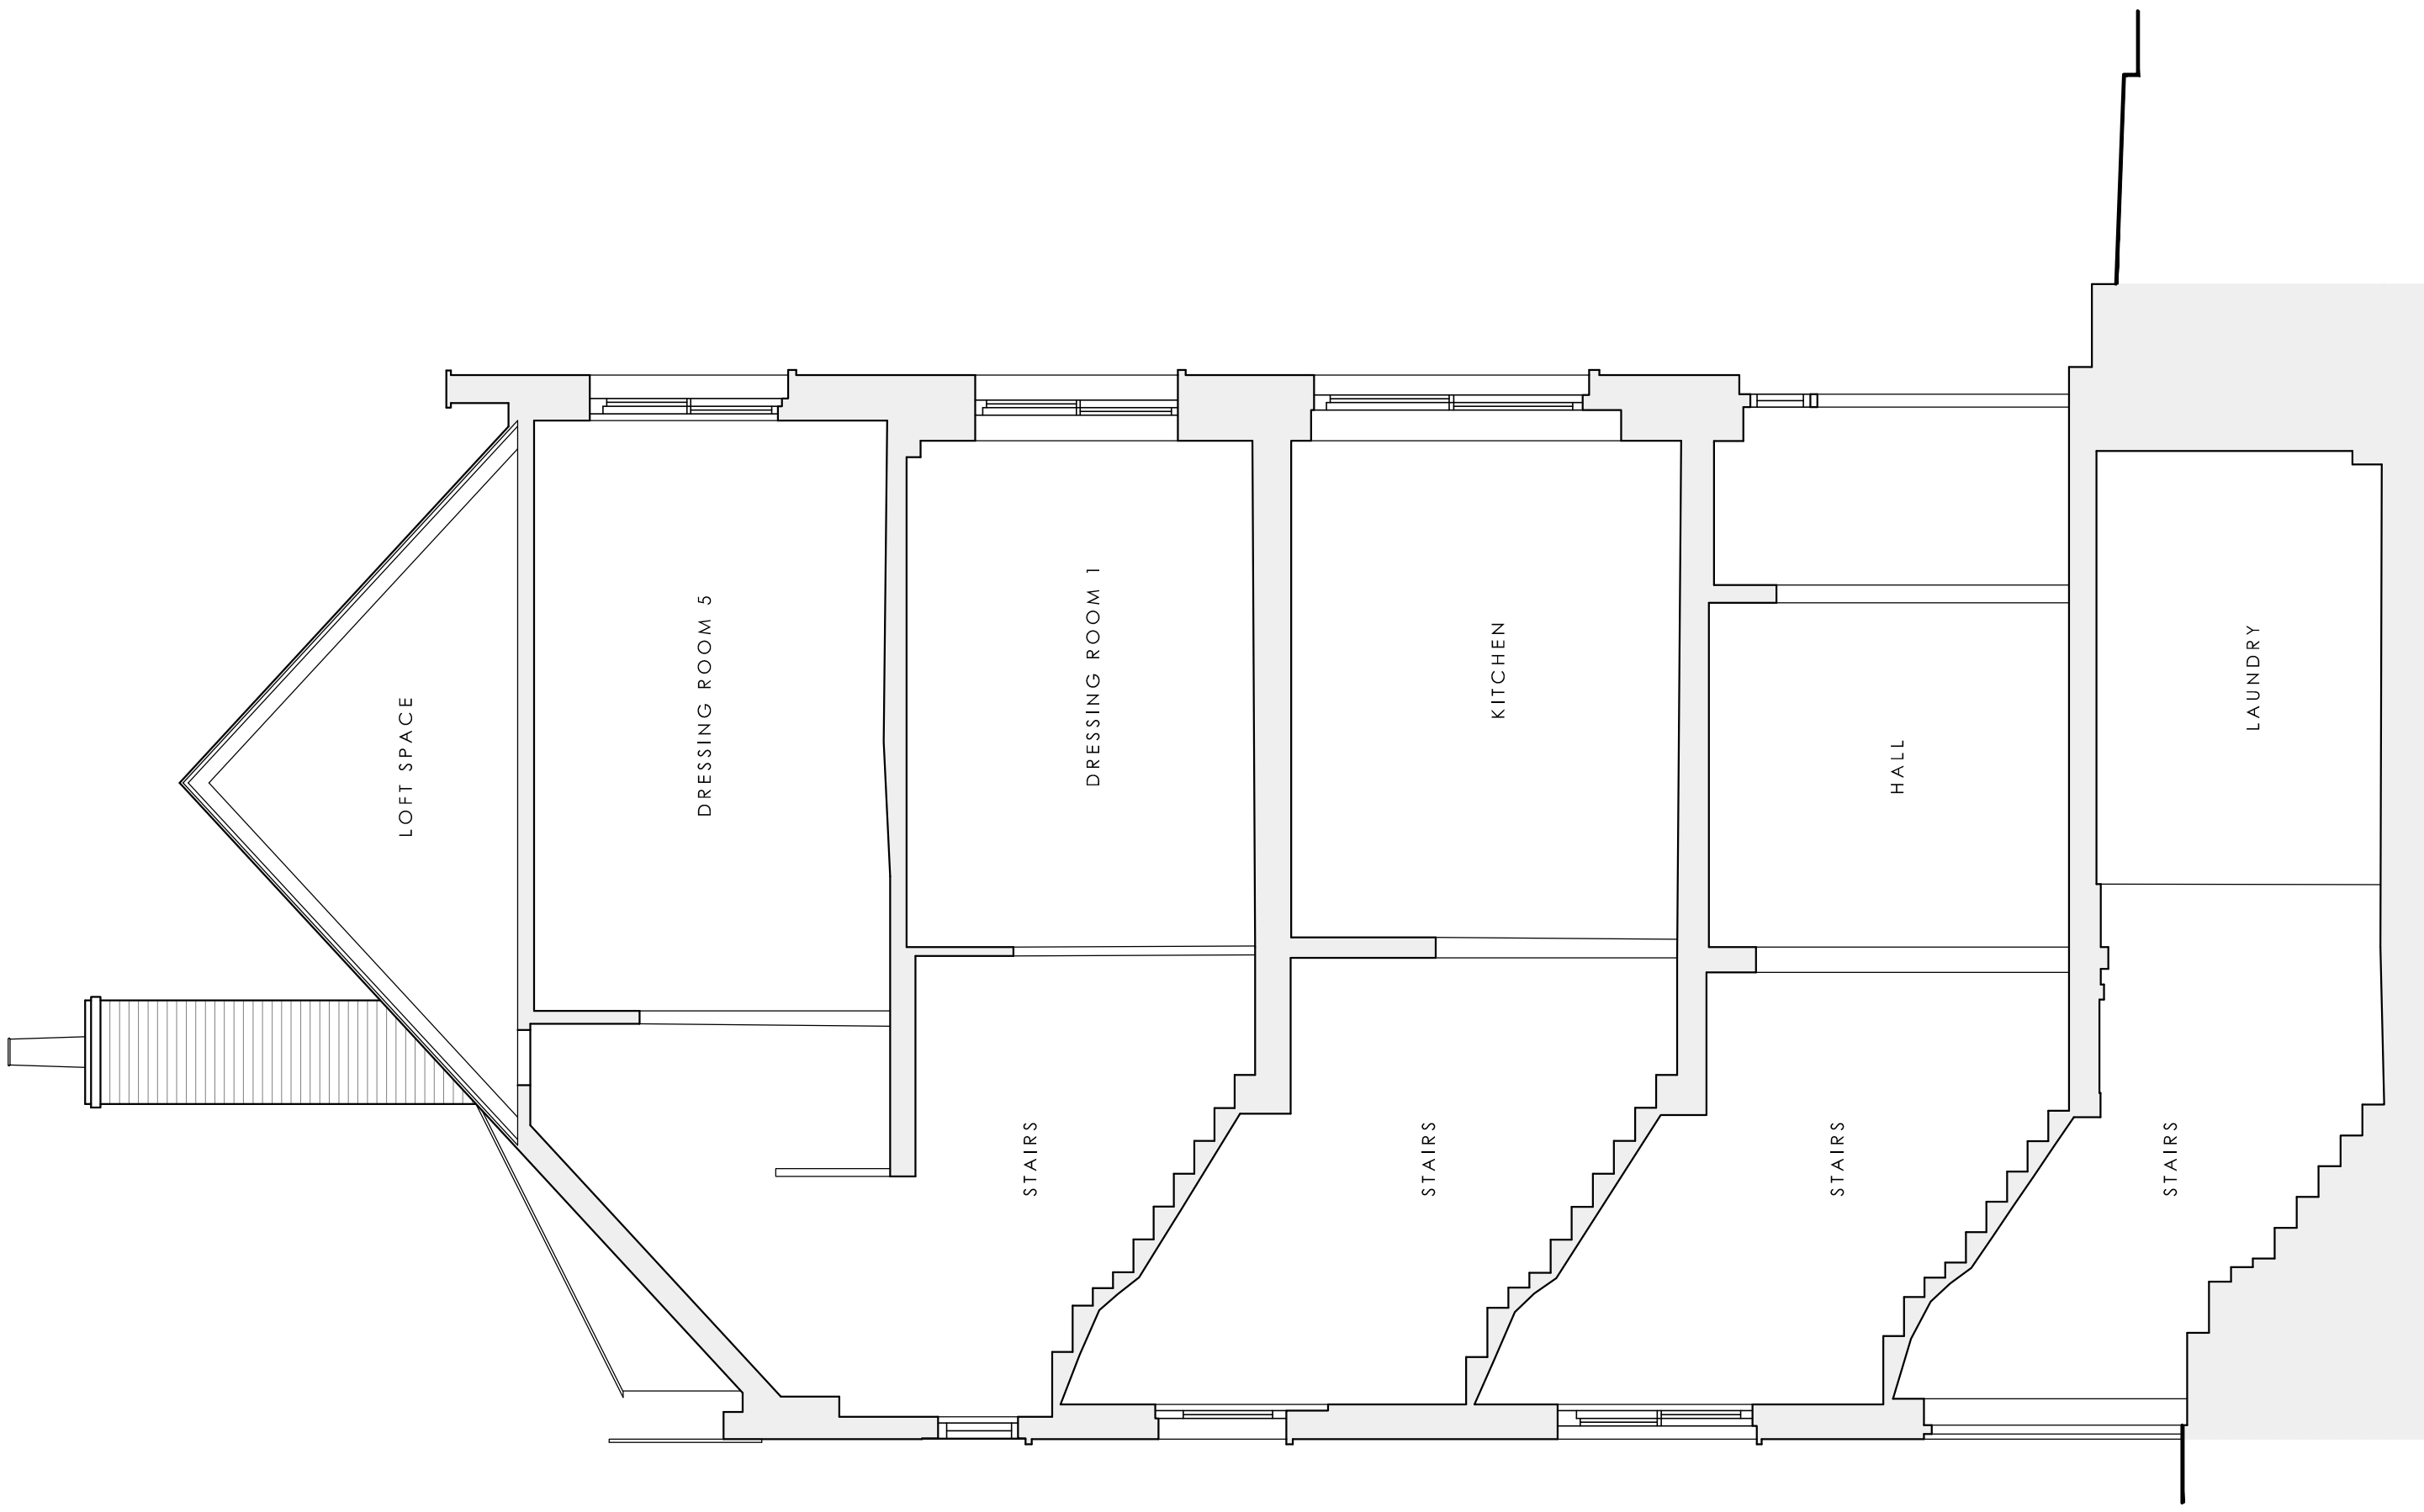 LOFT SPACE
DRESSING ROOM 5
DRESSING ROOM 1
KITCHEN
HALL
LAUNDRY
STAIRS
STAIRS
STAIRS
STAIRS